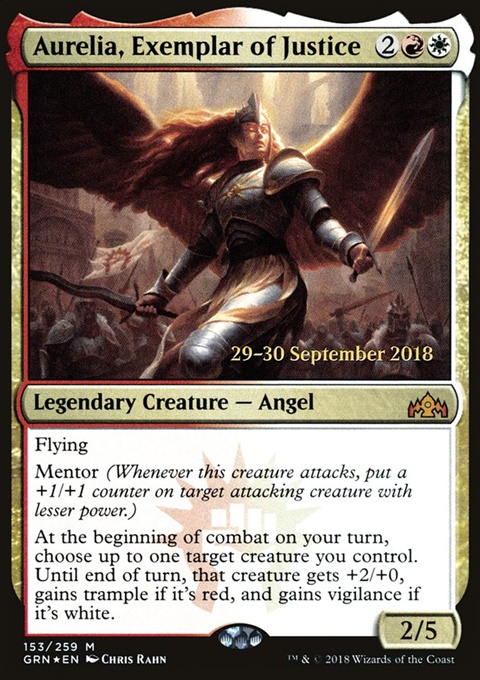 Aurelia, Exemplar of Justice 2
29–30 September 2018
Legendary Creature — Angel
Flying
Mentor (Whenever this creature attacks, put a
+1/+1 counter on target attacking creature with
lesser power.)
At the beginning of combat on your turn,
choose up to one target creature you control.
Until end of turn, that creature gets +2/+0,
gains trample if it's red, and gains vigilance if
it's white.
2/5
153/259 M
GRN★EN Chris Rahn
™ & © 2018 Wizards of the Coast